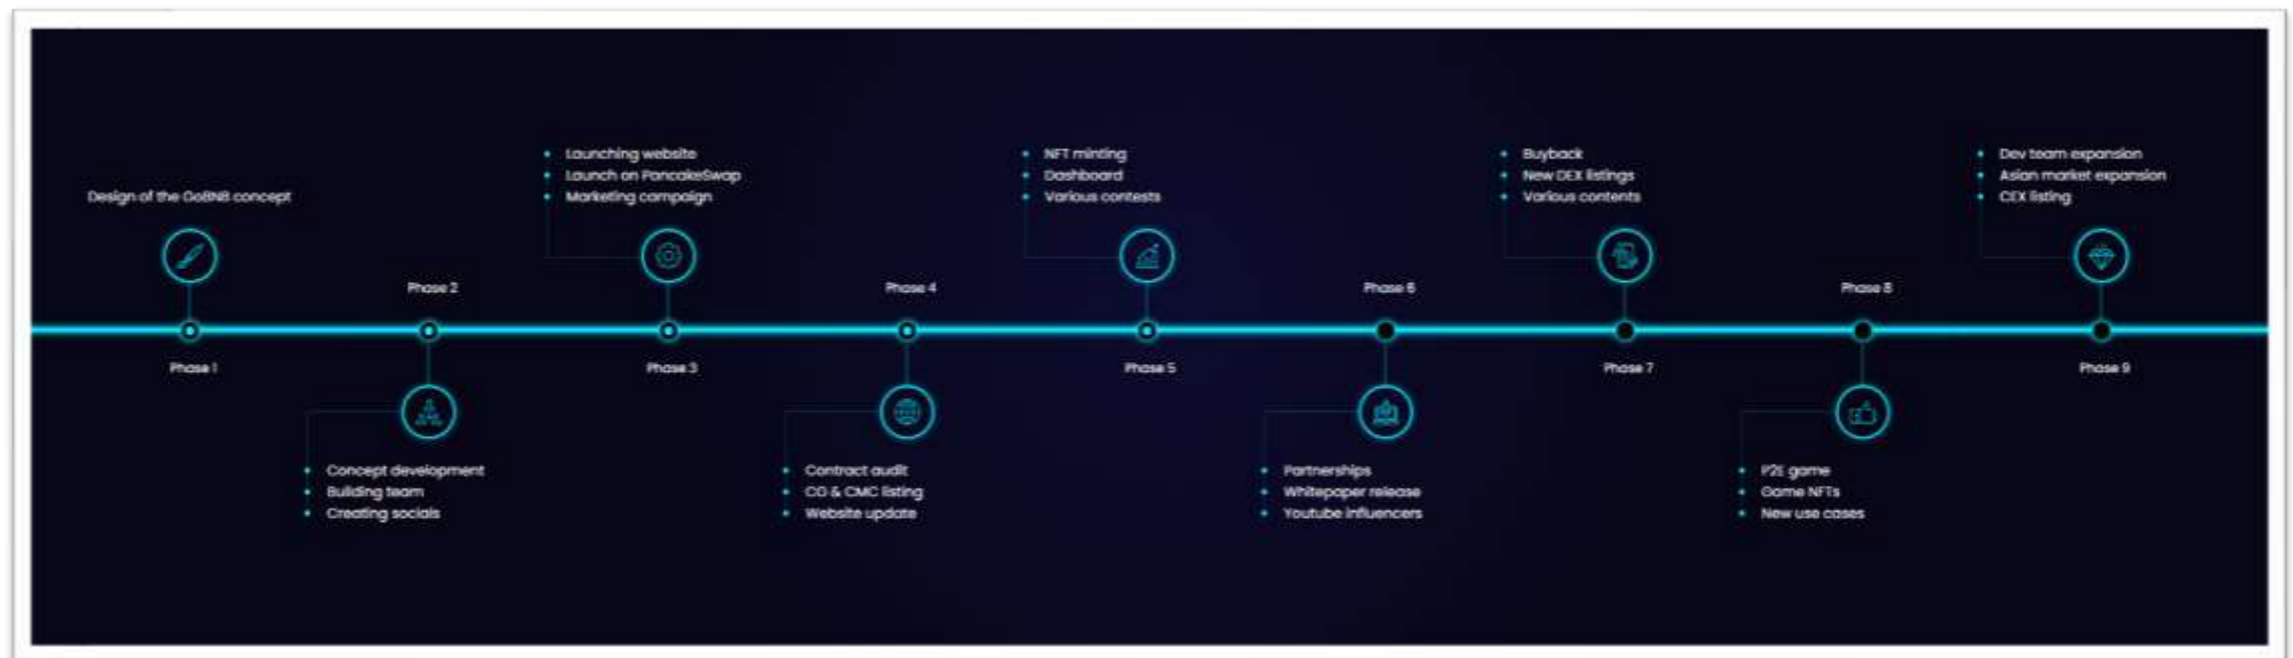 Design of the GoBNB concept
Phase 1
Phase 2
Concept development
Building team
Creating socials
Launching website
Launch on PancakeSwap
Marketing campaign
Phase 3
Phase 4
Contract audit
CG & CMC listing
Website update
NFT minting
Dashboard
Various contests
Phase 5
Phase 6
Partnerships
Whitepaper release
Youtube influencers
Buyback
New DEX listings
Various contents
Phase 7
Phase 8
P2E game
Game NFTs
New use cases
Dev team expansion
Asian market expansion
CEX listing
Phase 9